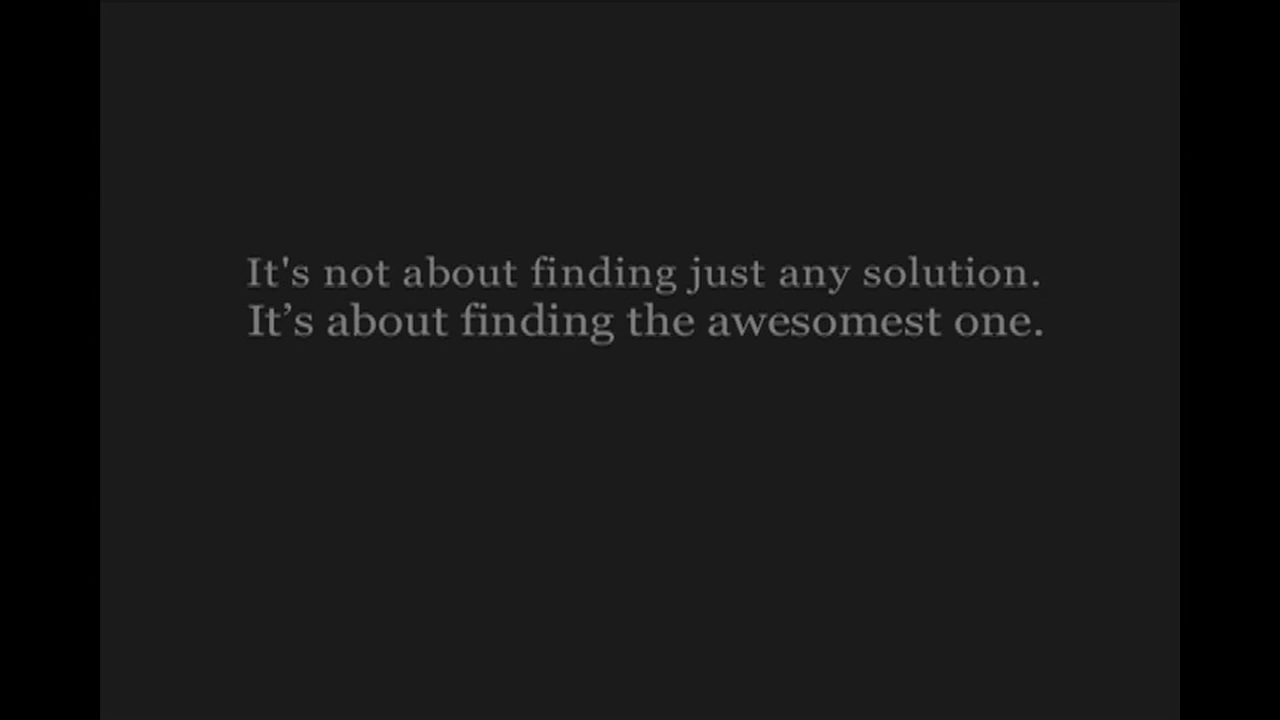 It's not about finding just any solution.
It’s about finding the awesomest one.